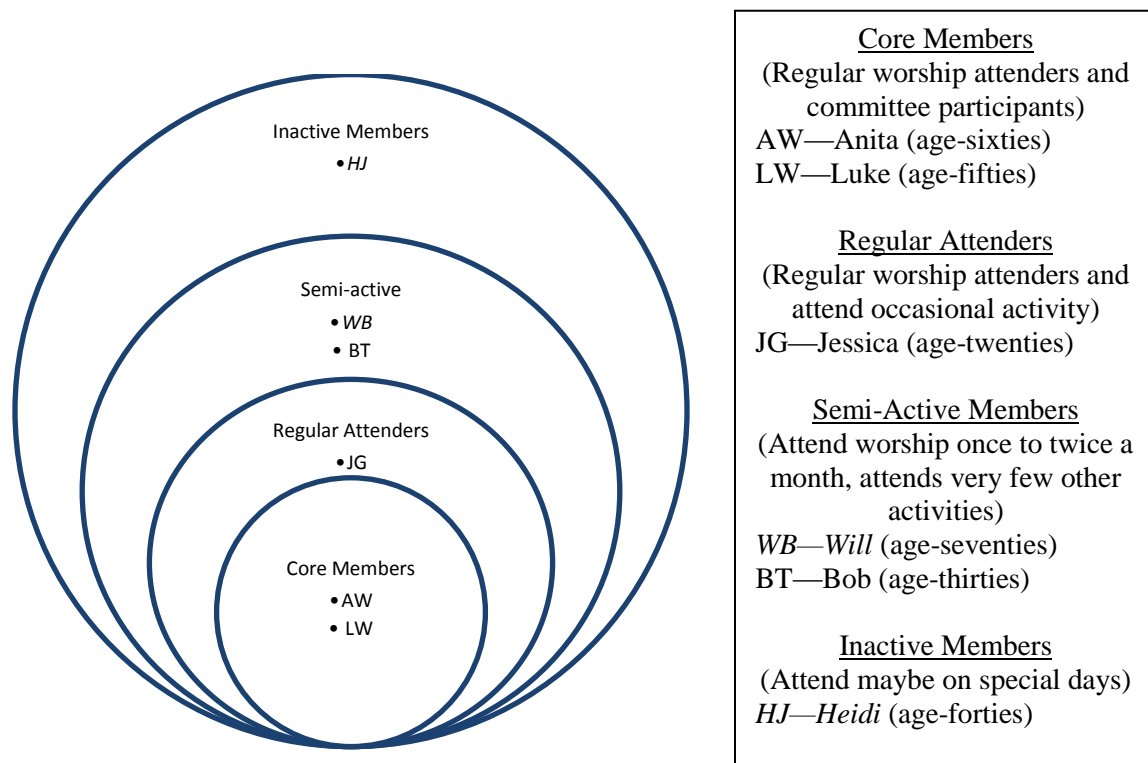 Inactive Members
• HJ
Semi-active
• WB
• BT
Regular Attenders
• JG
Core Members
• AW
• LW
Core Members
(Regular worship attenders and
committee participants)
AW—Anita (age-sixties)
LW—Luke (age-fifties)
Regular Attenders
(Regular worship attenders and
attend occasional activity)
JG—Jessica (age-twenties)
Semi-Active Members
(Attend worship once to twice a
month, attends very few other
activities)
WB—Will (age-seventies)
BT—Bob (age-thirties)
Inactive Members
(Attend maybe on special days)
HJ—Heidi (age-forties)